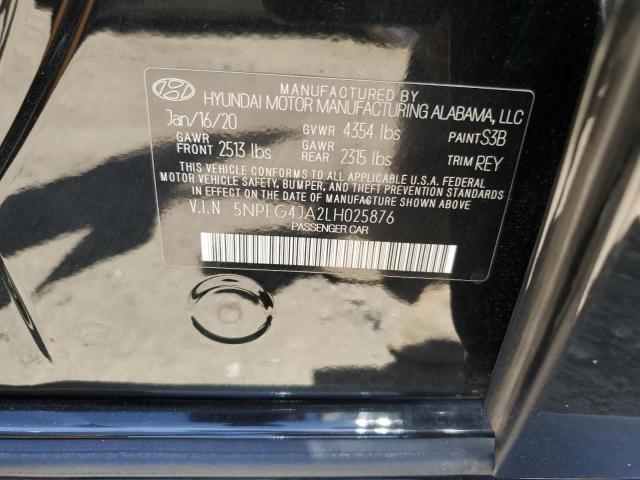 MANUFACTURED BY
HYUNDAI MOTOR MANUFACTURING ALABAMA, LLC
Jan/16/20 GVWR 4354 lbs PAINT S3B
GAWR FRONT 2513 lbs GAWR REAR 2315 lbs TRIM REY
THIS VEHICLE CONFORMS TO ALL APPLICABLE U.S.A. FEDERAL
MOTOR VEHICLE SAFETY, BUMPER, & THEFT PREVENTION STANDARDS
IN EFFECT ON THE DATE OF MANUFACTURE SHOWN ABOVE.
V.I.N 5NPEG4JA2LH025876
PASSENGER CAR